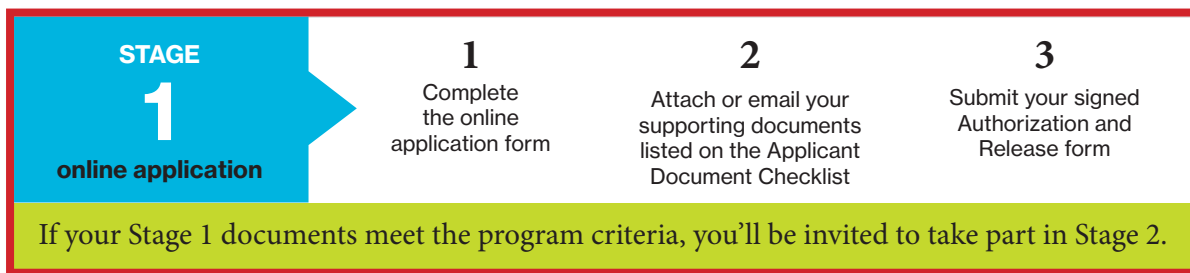 STAGE
1
online application
1
Complete
the online
application form
2
Attach or email your
supporting documents
listed on the Applicant
Document Checklist
3
Submit your signed
Authorization and
Release form
If your Stage 1 documents meet the program criteria, you’ll be invited to take part in Stage 2.